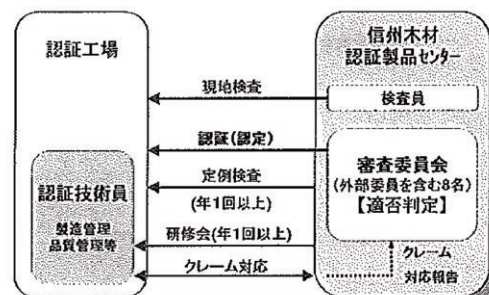 認証工場
認証技術員
製造管理
品質管理等
現地検査
認証(認定)
定例検査
(年1回以上)
研修会(年1回以上)
クレーム対応
信州木材
認証製品センター
検査員
審査委員会
(外部委員を含む8名)
【適否判定】
クレーム
対応報告